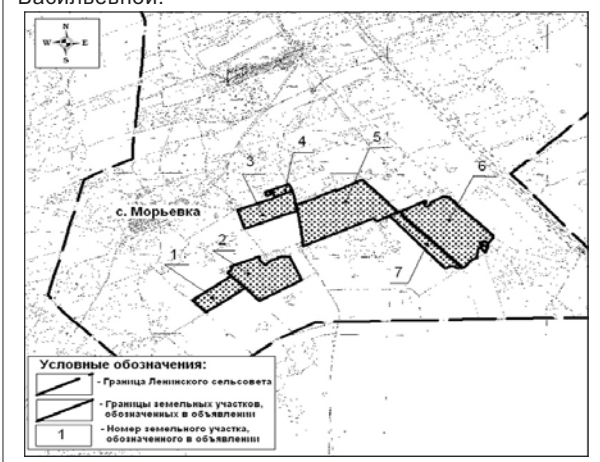 Васильевной.
N
W E
S
4
5
3
6
с. Морьевка
2
1
7
Условные обозначения:
- Граница Ленинского сельсовета
- Границы земельных участков,
обозначенных в объявлении
1
- Номер земельного участка,
обозначенного в объявлении